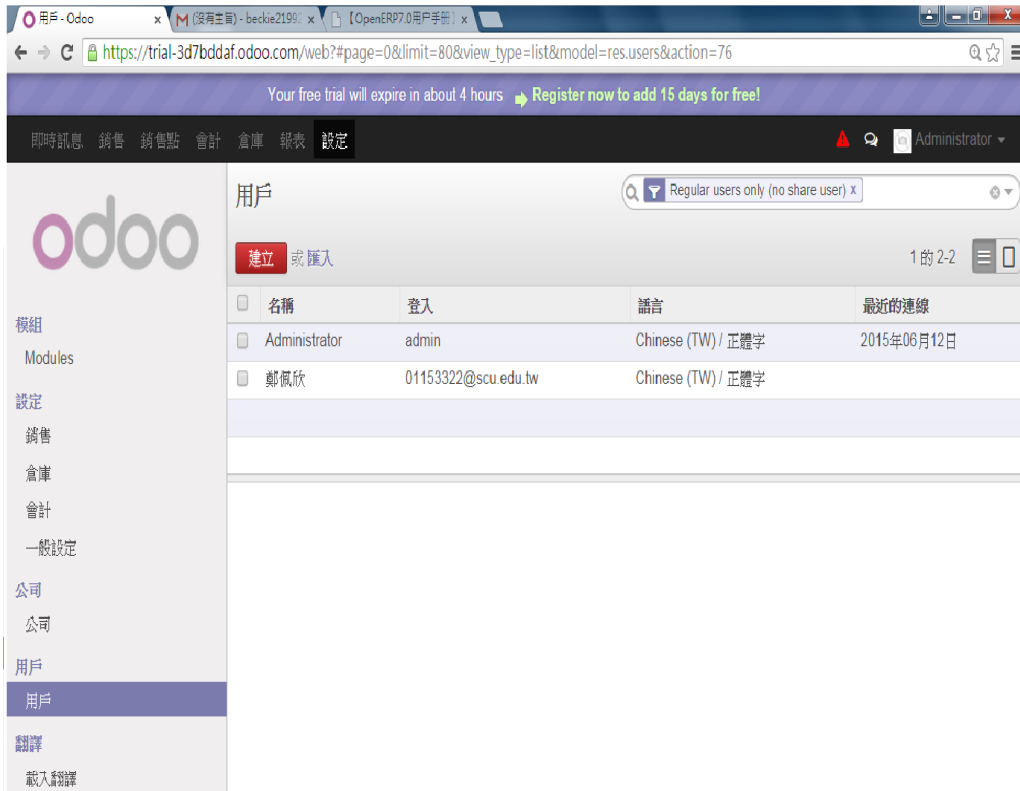 用戶 - Odoo x (沒有主旨) - beckie21992 x 【OpenERP7.0用户手册】 x
https://trial-3d7bddaf.odoo.com/web?#page=0&limit=80&view_type=list&model=res.users&action=76
Your free trial will expire in about 4 hours Register now to add 15 days for free!
即時訊息 銷售 銷售點 會計 倉庫 報表 設定 Administrator
odoo
用戶
Regular users only (no share user) x
建立 或 匯入
1 的 2-2
名稱 登入 語言 最近的連線
Administrator admin Chinese (TW) / 正體字 2015年06月12日
鄭佩欣 01153322@scu.edu.tw Chinese (TW) / 正體字
模組
Modules
設定
銷售
倉庫
會計
一般設定
公司
公司
用戶
用戶
翻譯
載入翻譯